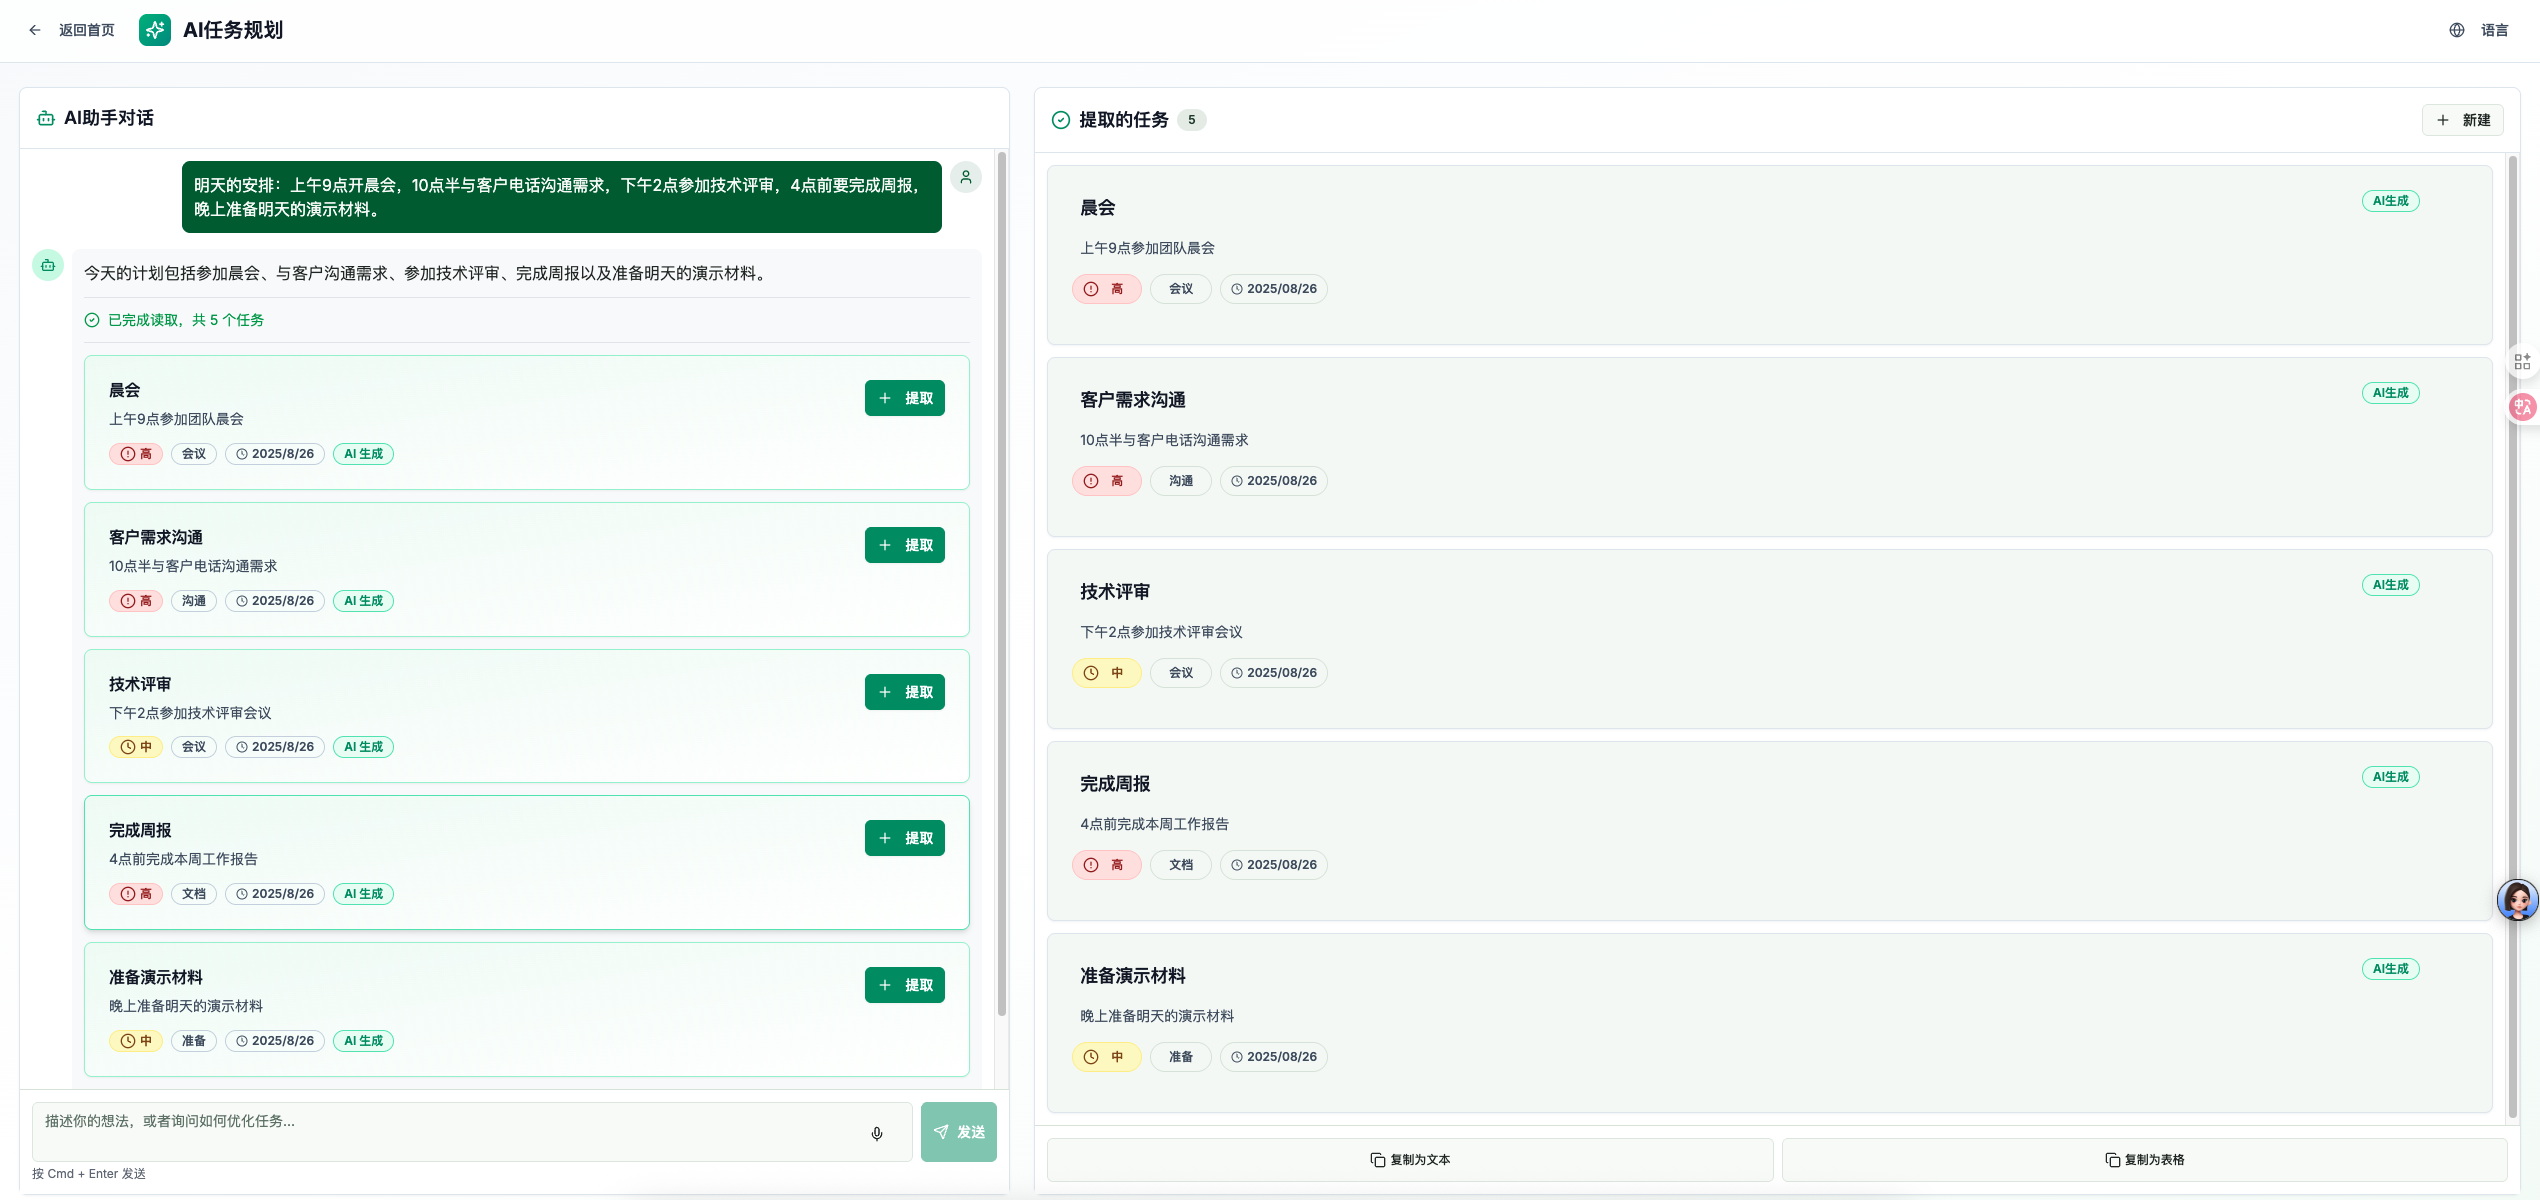 返回首页
AI任务规划
语言
AI助手对话
明天的安排：上午9点开晨会，10点半与客户电话沟通需求，下午2点参加技术评审，4点前要完成周报，
晚上准备明天的演示材料。
今天的计划包括参加晨会、与客户沟通需求、参加技术评审、完成周报以及准备明天的演示材料。
已完成读取，共 5 个任务
晨会
提取
上午9点参加团队晨会
高 会议 2025/8/26 AI 生成
客户需求沟通
提取
10点半与客户电话沟通需求
高 沟通 2025/8/26 AI 生成
技术评审
提取
下午2点参加技术评审会议
中 会议 2025/8/26 AI 生成
完成周报
提取
4点前完成本周工作报告
高 文档 2025/8/26 AI 生成
准备演示材料
提取
晚上准备明天的演示材料
中 准备 2025/8/26 AI 生成
描述你的想法，或者询问如何优化任务...
发送
按 Cmd + Enter 发送
提取的任务 5
新建
晨会
AI生成
上午9点参加团队晨会
高 会议 2025/08/26
客户需求沟通
AI生成
10点半与客户电话沟通需求
高 沟通 2025/08/26
技术评审
AI生成
下午2点参加技术评审会议
中 会议 2025/08/26
完成周报
AI生成
4点前完成本周工作报告
高 文档 2025/08/26
准备演示材料
AI生成
晚上准备明天的演示材料
中 准备 2025/08/26
复制为文本
复制为表格